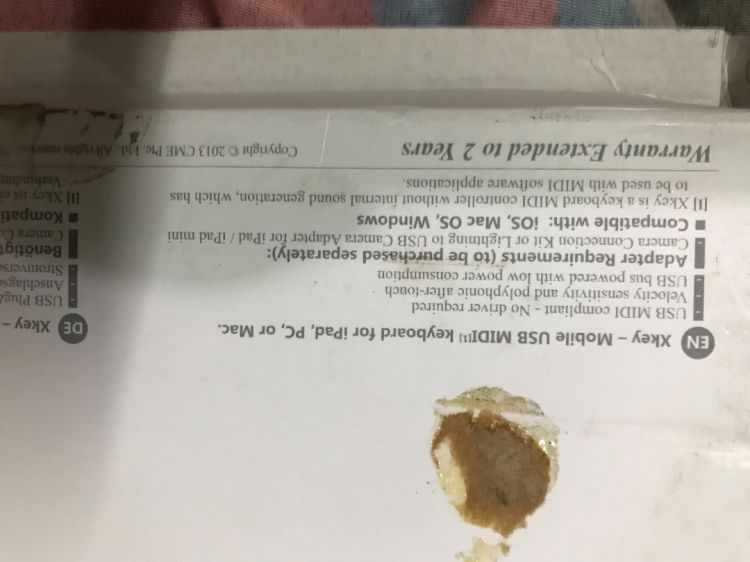 EN Xkey – Mobile USB MIDI[1] keyboard for iPad, PC, or Mac.
- USB MIDI compliant - No driver required
- Velocity sensitivity and polyphonic after-touch
- USB bus powered with low power consumption
Adapter Requirements (to be purchased separately):
- Camera Connection Kit or Lightning to USB Camera Adapter for iPad / iPad mini
■ Compatible with: iOS, Mac OS, Windows
[1] Xkey is a keyboard MIDI controller without internal sound generation, which has
to be used with MIDI software applications.
Warranty Extended to 2 Years
Copyright © 2013 CME Pte. Ltd. All rights reserved
DE Xkey –
- USB Plug
- Anschlags
- Stromvers
Benötigt
- Camera
■ Kompati
[1] Xkey ist ei
Verbindun